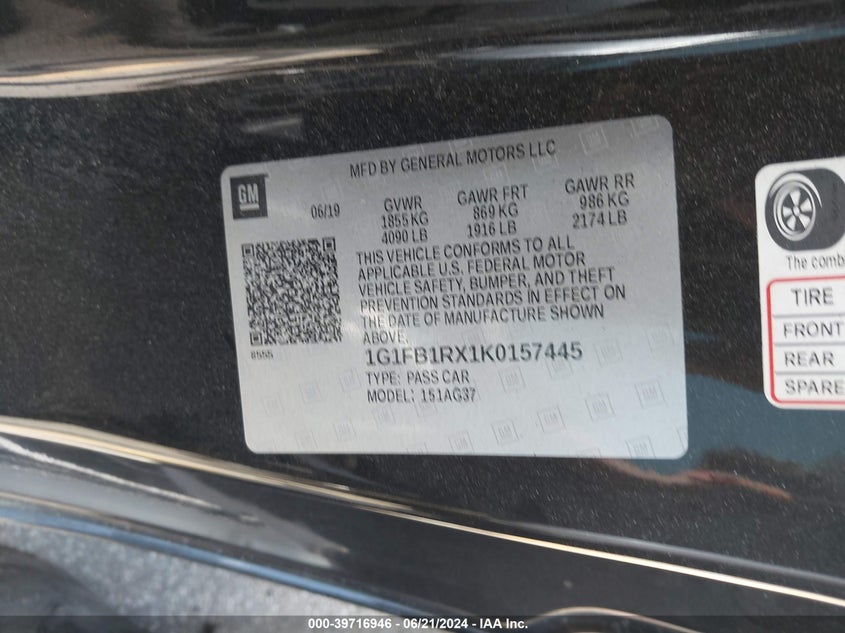 MFD BY GENERAL MOTORS LLC
GM
06/19
GVWR
1855 KG
4090 LB
GAWR FRT
869 KG
1916 LB
GAWR RR
986 KG
2174 LB
THIS VEHICLE CONFORMS TO ALL
APPLICABLE U.S. FEDERAL MOTOR
VEHICLE SAFETY, BUMPER, AND THEFT
PREVENTION STANDARDS IN EFFECT ON
THE DATE OF MANUFACTURE SHOWN
ABOVE.
8555
1G1FB1RX1K0157445
TYPE: PASS CAR
MODEL: 151AG37
The comb
TIRE
FRONT
REAR
SPARE
000-39716946 - 06/21/2024 - IAA Inc.